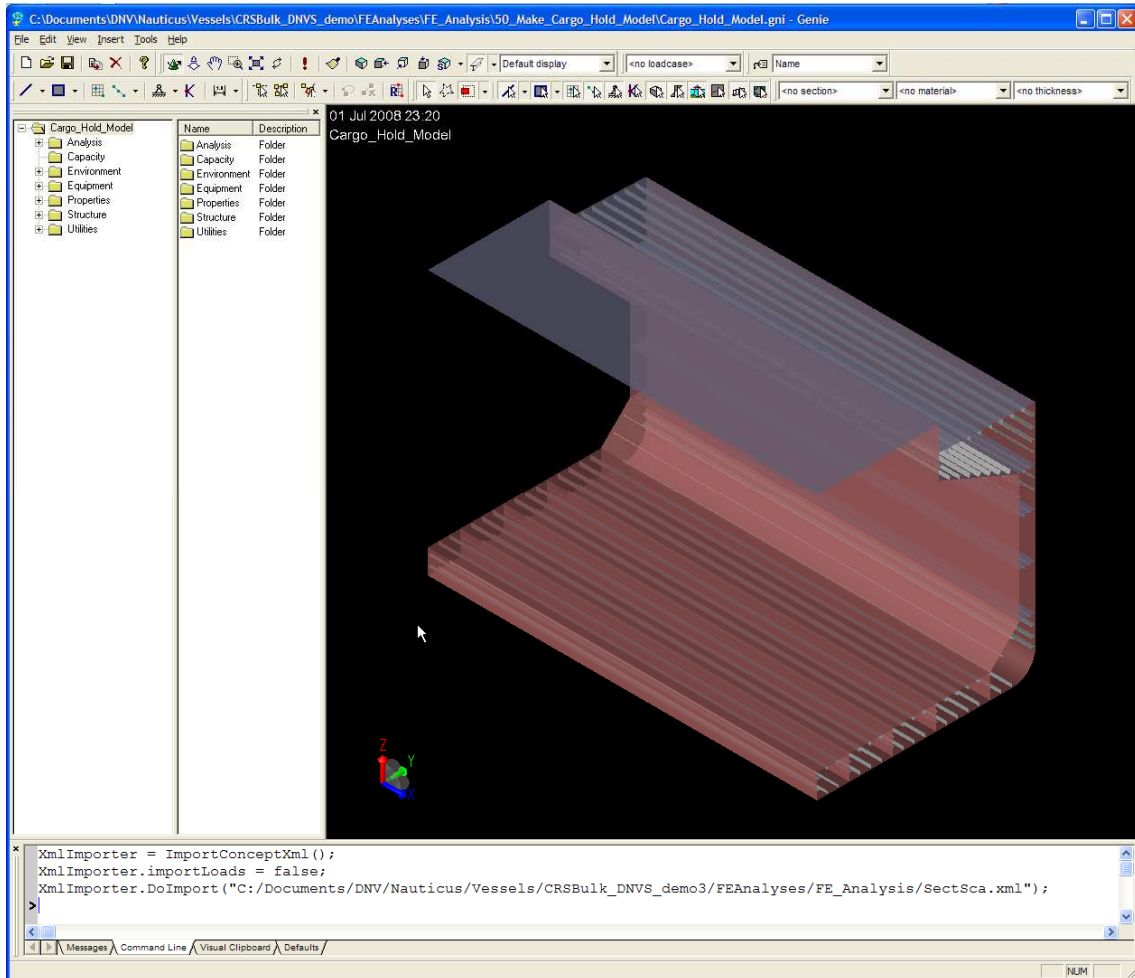 C:\Documents\DNV\Nauticus\Vessels\CRSBulk_DNVS_demo\FEAnalyses\FE_Analysis\50_Make_Cargo_Hold_Model\Cargo_Hold_Model.gni - Genie
File Edit View Insert Tools Help
Default display <no loadcase> Name
<no section> <no material> <no thickness>
Cargo_Hold_Model
Analysis
Capacity
Environment
Equipment
Properties
Structure
Utilities
Name Description
Analysis Folder
Capacity Folder
Environment Folder
Equipment Folder
Properties Folder
Structure Folder
Utilities Folder
01 Jul 2008 23:20
Cargo_Hold_Model
Z
Y
X
XmlImporter = ImportConceptXml();
XmlImporter.importLoads = false;
XmlImporter.DoImport("C:/Documents/DNV/Nauticus/Vessels/CRSBulk_DNVS_demo3/FEAnalyses/FE_Analysis/SectSca.xml");
>
Messages Command Line Visual Clipboard Defaults
NUM